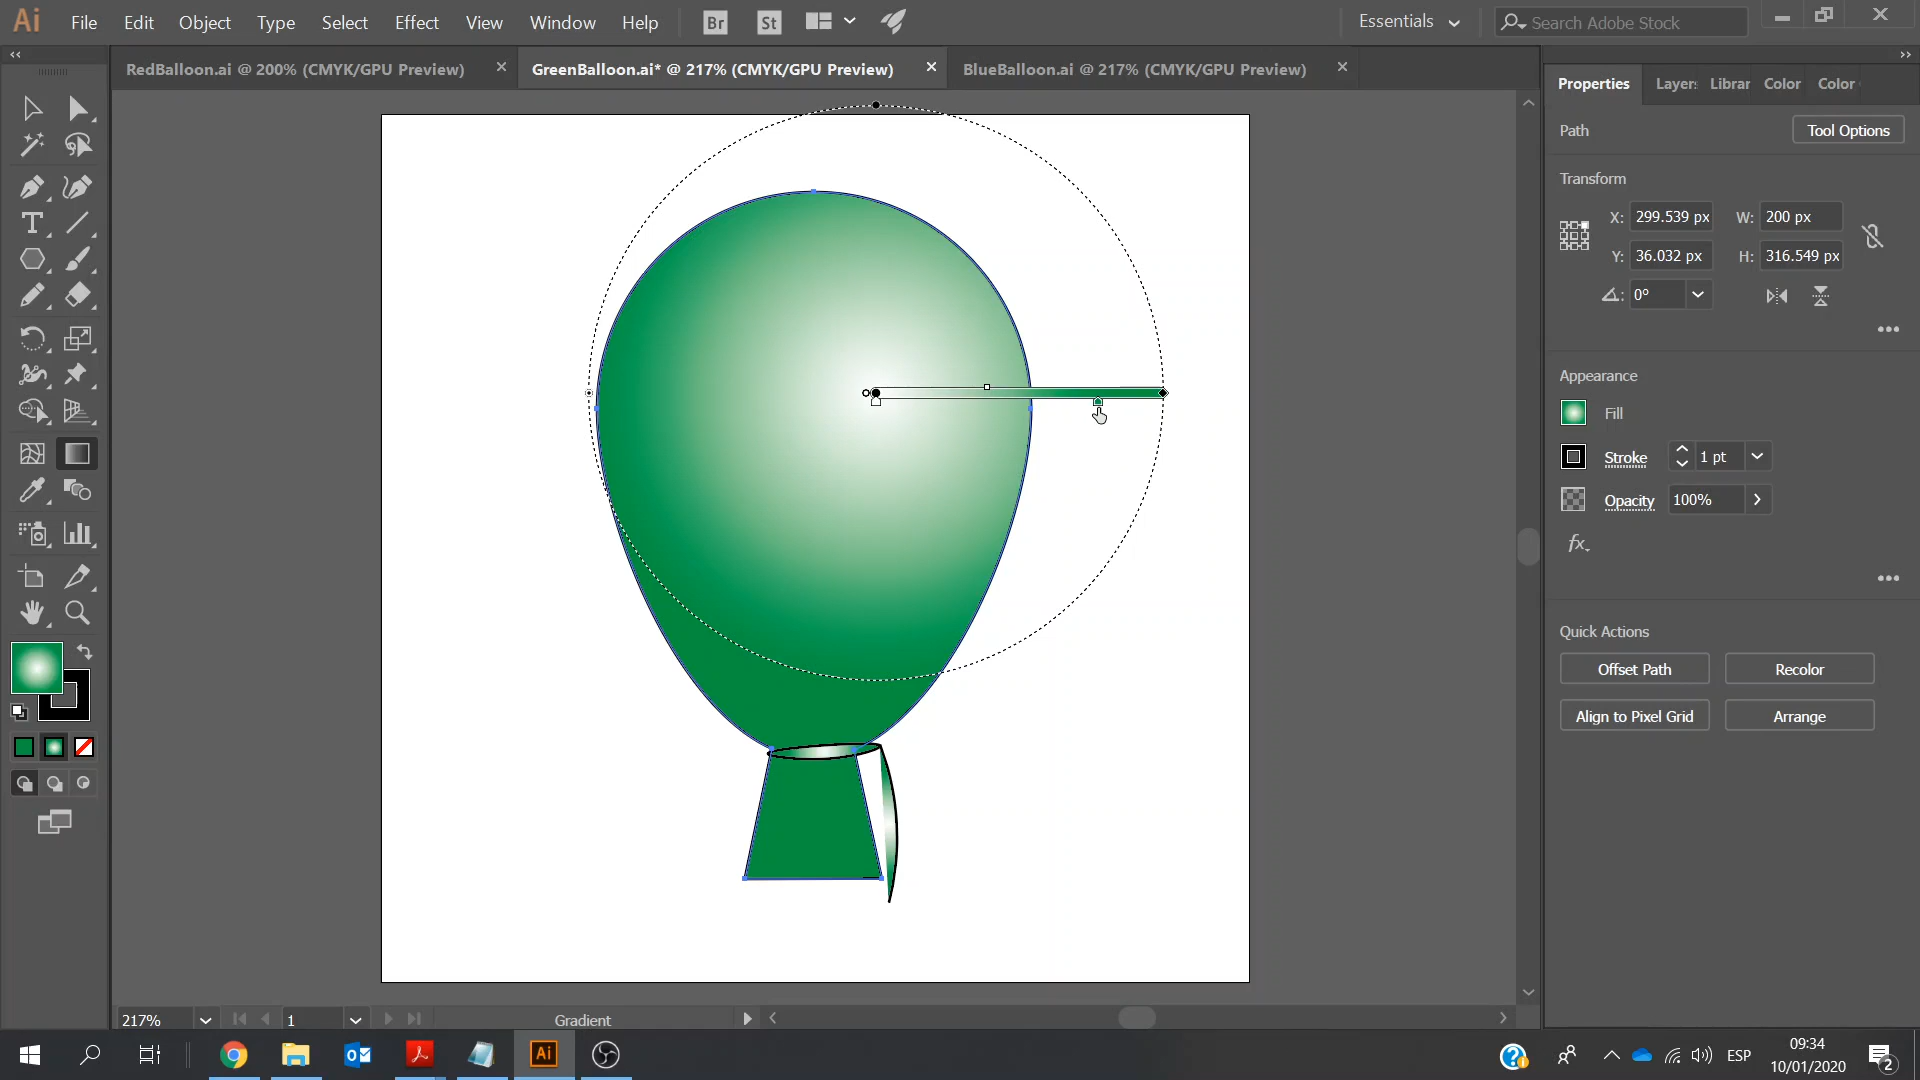 Ai File Edit Object Type Select Effect View Window Help Br St Essentials Search Adobe Stock
RedBalloon.ai @ 200% (CMYK/GPU Preview) GreenBalloon.ai* @ 217% (CMYK/GPU Preview) BlueBalloon.ai @ 217% (CMYK/GPU Preview)
Properties Layers Librar Color Color
Path Tool Options
Transform
X: 299.539 px W: 200 px
Y: 36.032 px H: 316.549 px
0°
Appearance
Fill
Stroke 1 pt
Opacity 100%
fx
Quick Actions
Offset Path Recolor
Align to Pixel Grid Arrange
217% 1 Gradient
Ai ESP 09:34
10/01/2020 2